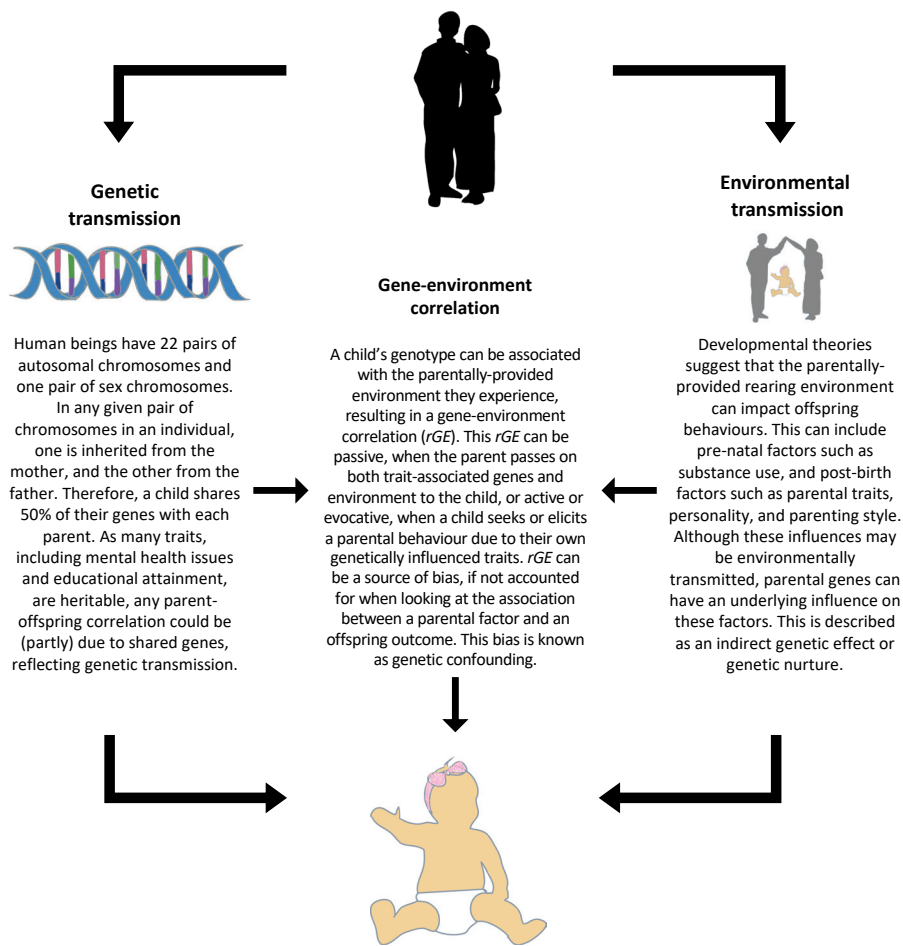 Genetic
transmission
Human beings have 22 pairs of
autosomal chromosomes and
one pair of sex chromosomes.
In any given pair of
chromosomes in an individual,
one is inherited from the
mother, and the other from the
father. Therefore, a child shares
50% of their genes with each
parent. As many traits,
including mental health issues
and educational attainment,
are heritable, any parent-
offspring correlation could be
(partly) due to shared genes,
reflecting genetic transmission.
Gene-environment
correlation
A child's genotype can be associated
with the parentally-provided
environment they experience,
resulting in a gene-environment
correlation (rGE). This rGE can be
passive, when the parent passes on
both trait-associated genes and
environment to the child, or active or
evocative, when a child seeks or elicits
a parental behaviour due to their own
genetically influenced traits. rGE can
be a source of bias, if not accounted
for when looking at the association
between a parental factor and an
offspring outcome. This bias is known
as genetic confounding.
Environmental
transmission
Developmental theories
suggest that the parentally-
provided rearing environment
can impact offspring
behaviours. This can include
pre-natal factors such as
substance use, and post-birth
factors such as parental traits,
personality, and parenting style.
Although these influences may
be environmentally
transmitted, parental genes can
have an underlying influence on
these factors. This is described
as an indirect genetic effect or
genetic nurture.